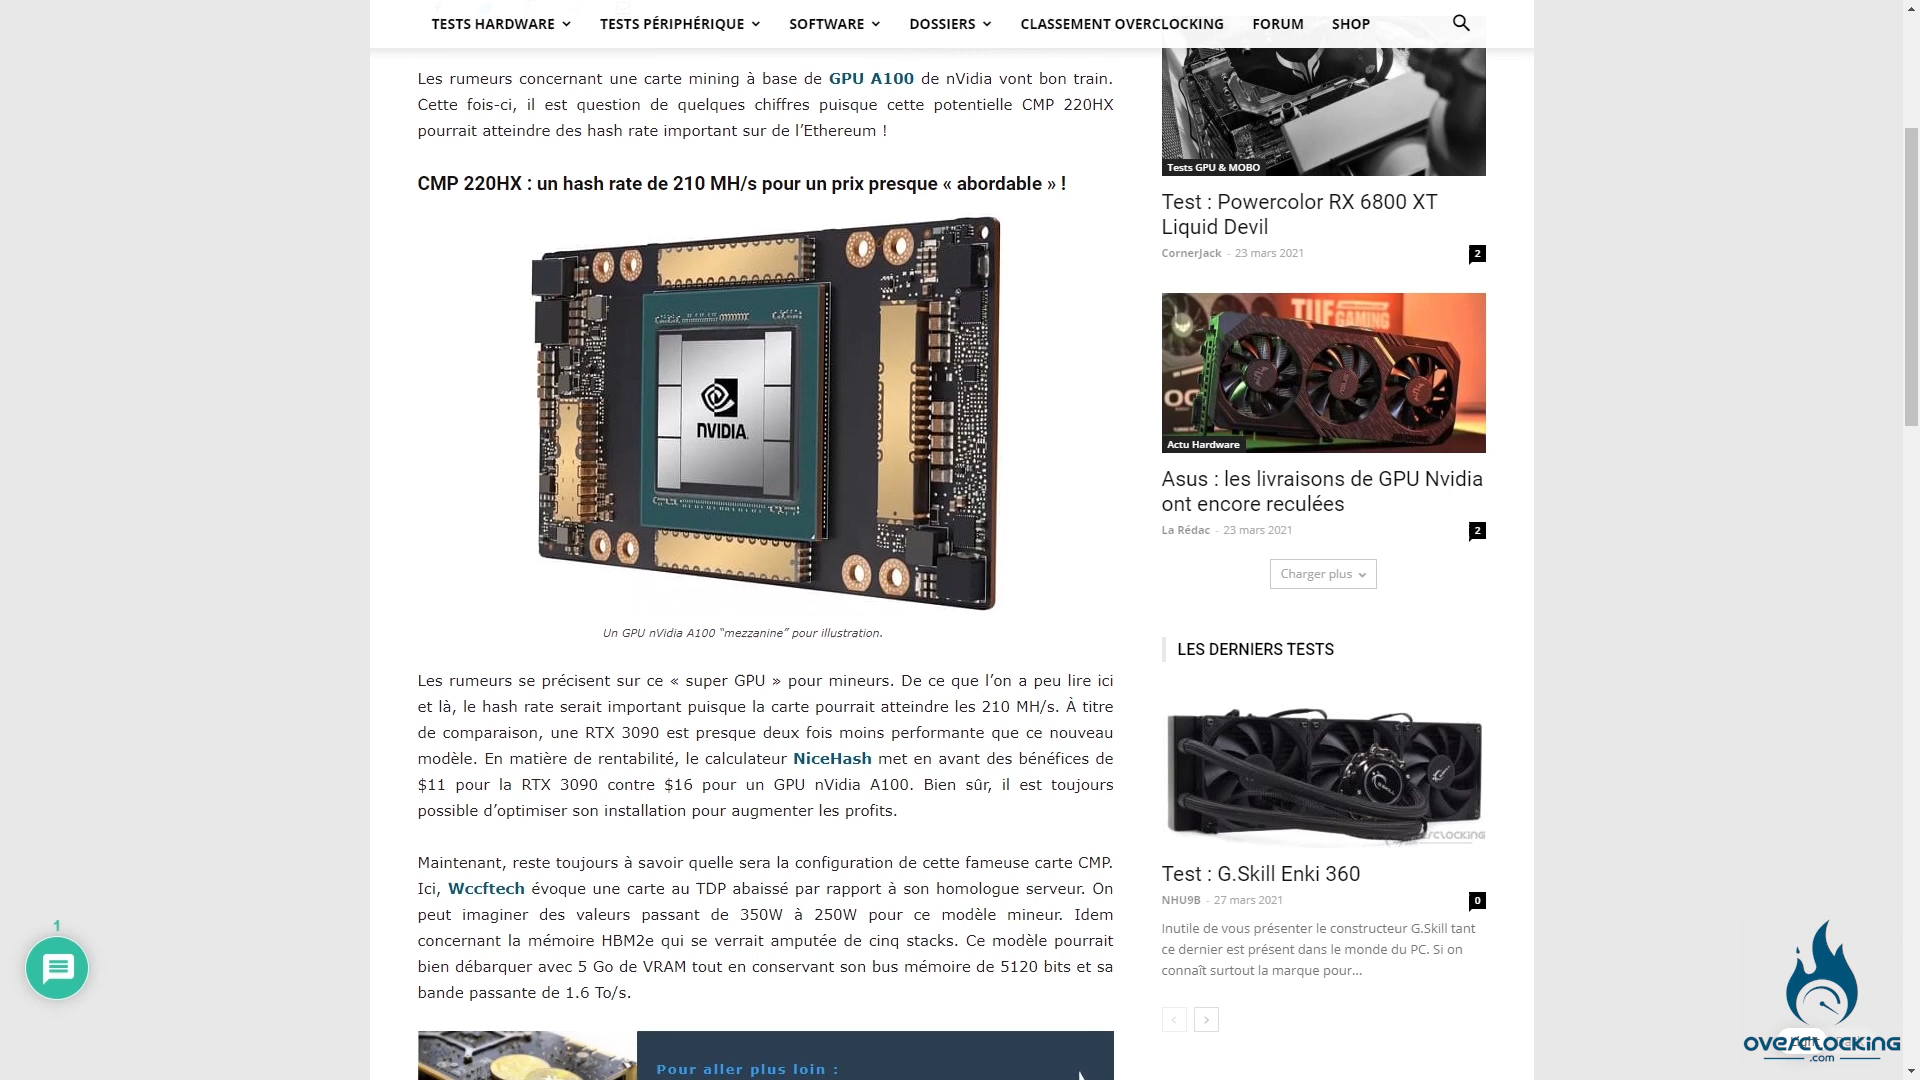 TESTS HARDWARE
TESTS PÉRIPHÉRIQUE
SOFTWARE
DOSSIERS
CLASSEMENT OVERCLOCKING
FORUM
SHOP
Les rumeurs concernant une carte mining à base de GPU A100 de nVidia vont bon train.
Cette fois-ci, il est question de quelques chiffres puisque cette potentielle CMP 220HX
pourrait atteindre des hash rate important sur de l’Ethereum !
CMP 220HX : un hash rate de 210 MH/s pour un prix presque « abordable » !
NVIDIA
Un GPU nVidia A100 “mezzanine” pour illustration.
Les rumeurs se précisent sur ce « super GPU » pour mineurs. De ce que l’on a peu lire ici
et là, le hash rate serait important puisque la carte pourrait atteindre les 210 MH/s. À titre
de comparaison, une RTX 3090 est presque deux fois moins performante que ce nouveau
modèle. En matière de rentabilité, le calculateur NiceHash met en avant des bénéfices de
$11 pour la RTX 3090 contre $16 pour un GPU nVidia A100. Bien sûr, il est toujours
possible d’optimiser son installation pour augmenter les profits.
Maintenant, reste toujours à savoir quelle sera la configuration de cette fameuse carte CMP.
Ici, Wccftech évoque une carte au TDP abaissé par rapport à son homologue serveur. On
peut imaginer des valeurs passant de 350W à 250W pour ce modèle mineur. Idem
concernant la mémoire HBM2e qui se verrait amputée de cinq stacks. Ce modèle pourrait
bien débarquer avec 5 Go de VRAM tout en conservant son bus mémoire de 5120 bits et sa
bande passante de 1.6 To/s.
Pour aller plus loin :
Tests GPU & MOBO
Test : Powercolor RX 6800 XT
Liquid Devil
CornerJack - 23 mars 2021
2
TUF GAMING
Actu Hardware
Asus : les livraisons de GPU Nvidia
ont encore reculées
La Rédac - 23 mars 2021
2
Charger plus
LES DERNIERS TESTS
Test : G.Skill Enki 360
NHU9B - 27 mars 2021
0
Inutile de vous présenter le constructeur G.Skill tant
ce dernier est présent dans le monde du PC. Si on
connaît surtout la marque pour...
1
OVERCLOCKING
.com